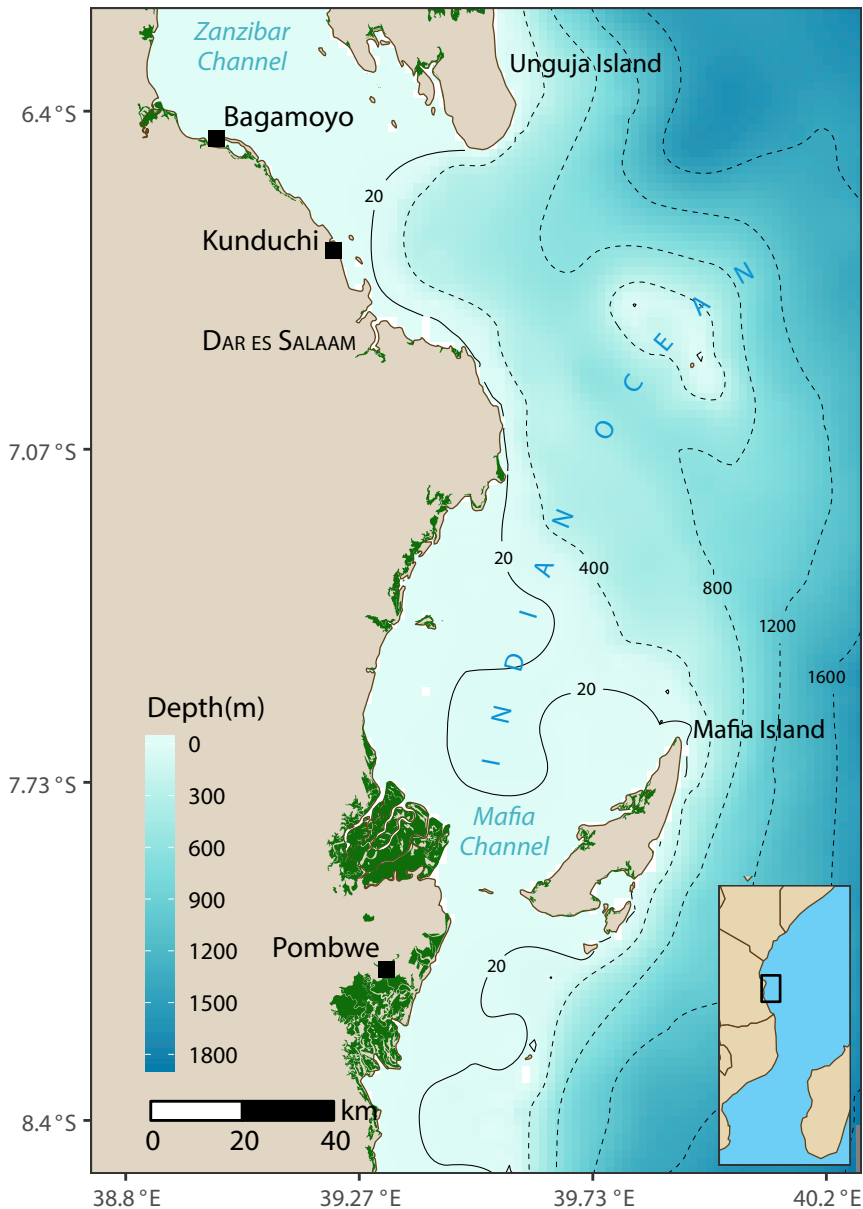 Zanzibar
Channel
Unguja Island
6.4 °S
Bagamoyo
20
Kunduchi
DAR ES SALAAM
INDIAN OCEAN
7.07 °S
20
400
800
1200
1600
20
Depth(m)
Mafia Island
0
300
600
900
1200
1500
1800
7.73 °S
Mafia
Channel
Pombwe
20
km
0 20 40
8.4 °S
38.8 °E 39.27 °E 39.73 °E 40.2 °E